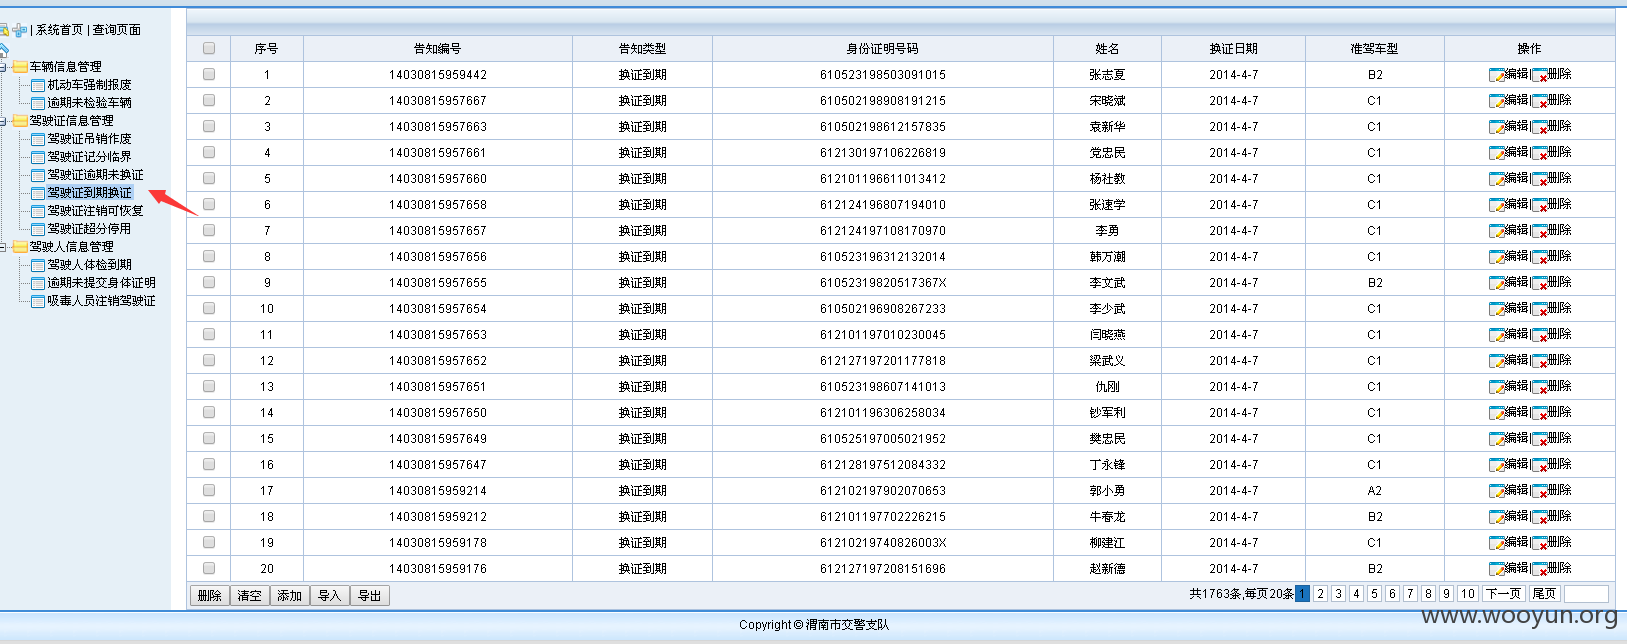 | 系统首页 | 查询页面
车辆信息管理
机动车强制报废
逾期未检验车辆
驾驶证信息管理
驾驶证吊销作废
驾驶证记分临界
驾驶证逾期未换证
驾驶证到期换证
驾驶证注销可恢复
驾驶证超分停用
驾驶人信息管理
驾驶人体检到期
逾期未提交身体证明
吸毒人员注销驾驶证
序号 告知编号 告知类型 身份证明号码 姓名 换证日期 准驾车型 操作
1 14030815959442 换证到期 610523198503091015 张志夏 2014-4-7 B2 编辑|删除
2 14030815957667 换证到期 610502198908191215 宋晓斌 2014-4-7 C1 编辑|删除
3 14030815957663 换证到期 610502198612157835 袁新华 2014-4-7 C1 编辑|删除
4 14030815957661 换证到期 612130197106226819 党忠民 2014-4-7 C1 编辑|删除
5 14030815957660 换证到期 612101196611013412 杨社教 2014-4-7 C1 编辑|删除
6 14030815957658 换证到期 612124196807194010 张速学 2014-4-7 C1 编辑|删除
7 14030815957657 换证到期 612124197108170970 李勇 2014-4-7 C1 编辑|删除
8 14030815957656 换证到期 610523196312132014 韩万潮 2014-4-7 C1 编辑|删除
9 14030815957655 换证到期 61052319820517367X 李文武 2014-4-7 B2 编辑|删除
10 14030815957654 换证到期 610502196908267233 李少武 2014-4-7 C1 编辑|删除
11 14030815957653 换证到期 612101197010230045 闫晓燕 2014-4-7 C1 编辑|删除
12 14030815957652 换证到期 612127197201177818 梁武义 2014-4-7 C1 编辑|删除
13 14030815957651 换证到期 610523198607141013 仇刚 2014-4-7 C1 编辑|删除
14 14030815957650 换证到期 612101196306258034 钞军利 2014-4-7 C1 编辑|删除
15 14030815957649 换证到期 610525197005021952 樊忠民 2014-4-7 C1 编辑|删除
16 14030815957647 换证到期 612128197512084332 丁永锋 2014-4-7 C1 编辑|删除
17 14030815959214 换证到期 612102197902070653 郭小勇 2014-4-7 A2 编辑|删除
18 14030815959212 换证到期 612101197702226215 牛春龙 2014-4-7 B2 编辑|删除
19 14030815959178 换证到期 61210219740826003X 柳建江 2014-4-7 C1 编辑|删除
20 14030815959176 换证到期 612127197208151696 赵新德 2014-4-7 B2 编辑|删除
删除 清空 添加 导入 导出 共1763条,每页20条 1 2 3 4 5 6 7 8 9 10 下一页 尾页
www.wooyun.org
Copyright©渭南市交警支队